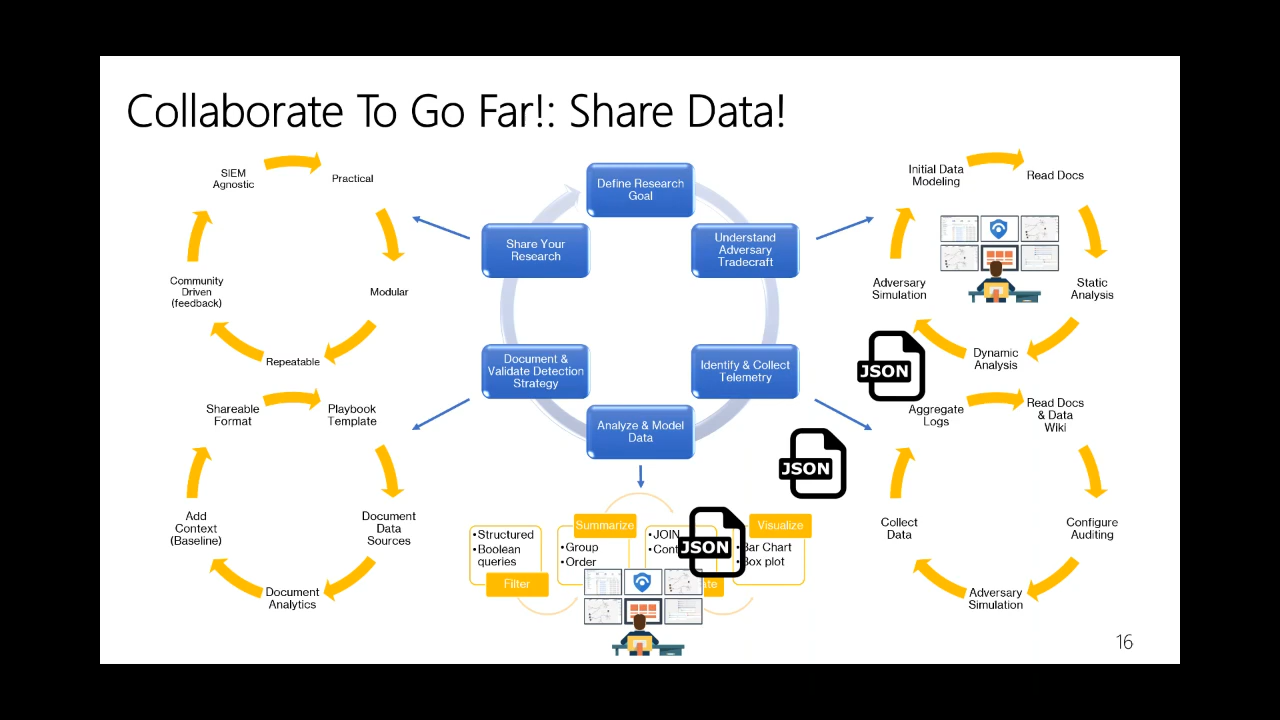 Collaborate To Go Far!: Share Data!
SIEM
Agnostic
Practical
Modular
Repeatable
Community
Driven
(feedback)
Define Research
Goal
Understand
Adversary
Tradecraft
Identify & Collect
Telemetry
Analyze & Model
Data
Document &
Validate Detection
Strategy
Share Your
Research
Initial Data
Modeling
Read Docs
Static
Analysis
Dynamic
Analysis
Adversary
Simulation
JSON
Shareable
Format
Playbook
Template
Document
Data
Sources
Document
Analytics
Add
Context
(Baseline)
Aggregate
Logs
Read Docs
& Data
Wiki
Configure
Auditing
Adversary
Simulation
Collect
Data
JSON
•Structured
•Boolean
queries
Filter
Summarize
•Group
•Order
•JOIN
JSON
Visualize
Bar Chart
Box plot
16